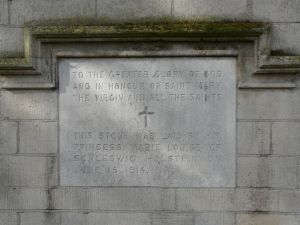 TO THE GREATER GLORY OF GOD
AND IN HONOUR OF SAINT MARY
THE VIRGIN AND ALL THE SAINTS
THIS STONE WAS LAID BY H.H.
PRINCESS MARIE LOUISE OF
SCHLESWIG HOLSTEIN ON
JUNE 1914.